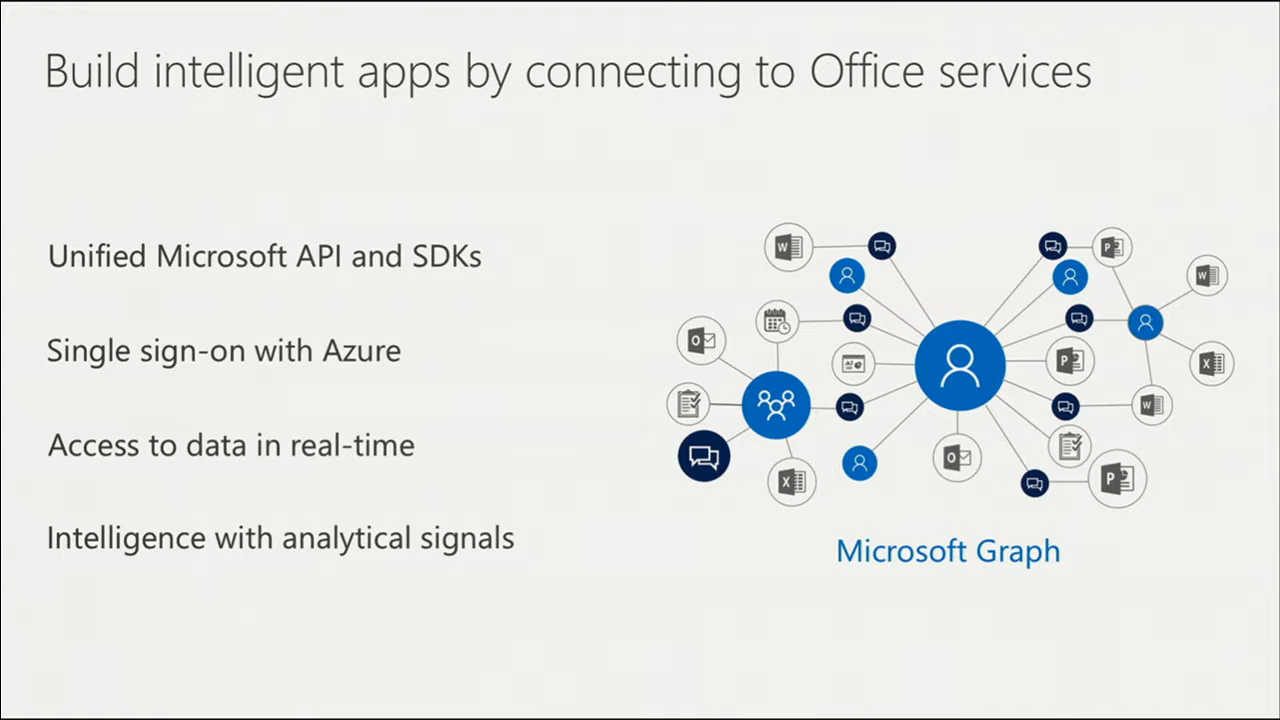 Build intelligent apps by connecting to Office services
Unified Microsoft API and SDKs
Single sign-on with Azure
Access to data in real-time
Intelligence with analytical signals
W
P
W
O
P
X
W
X
O
P
Microsoft Graph